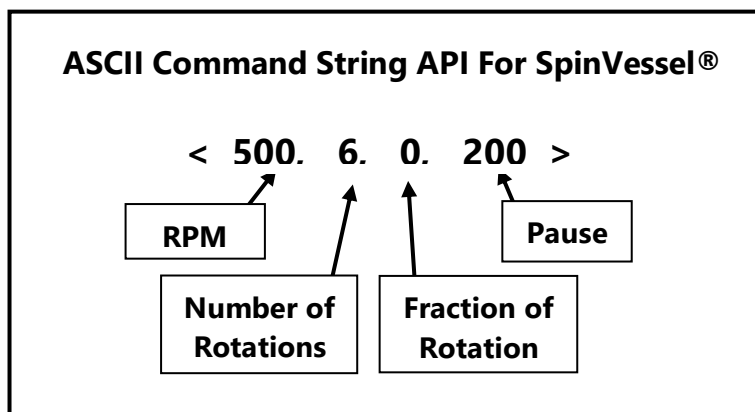 ASCII Command String API For SpinVessel®
< 500, 6, 0, 200 >
RPM
Pause
Number of
Rotations
Fraction of
Rotation